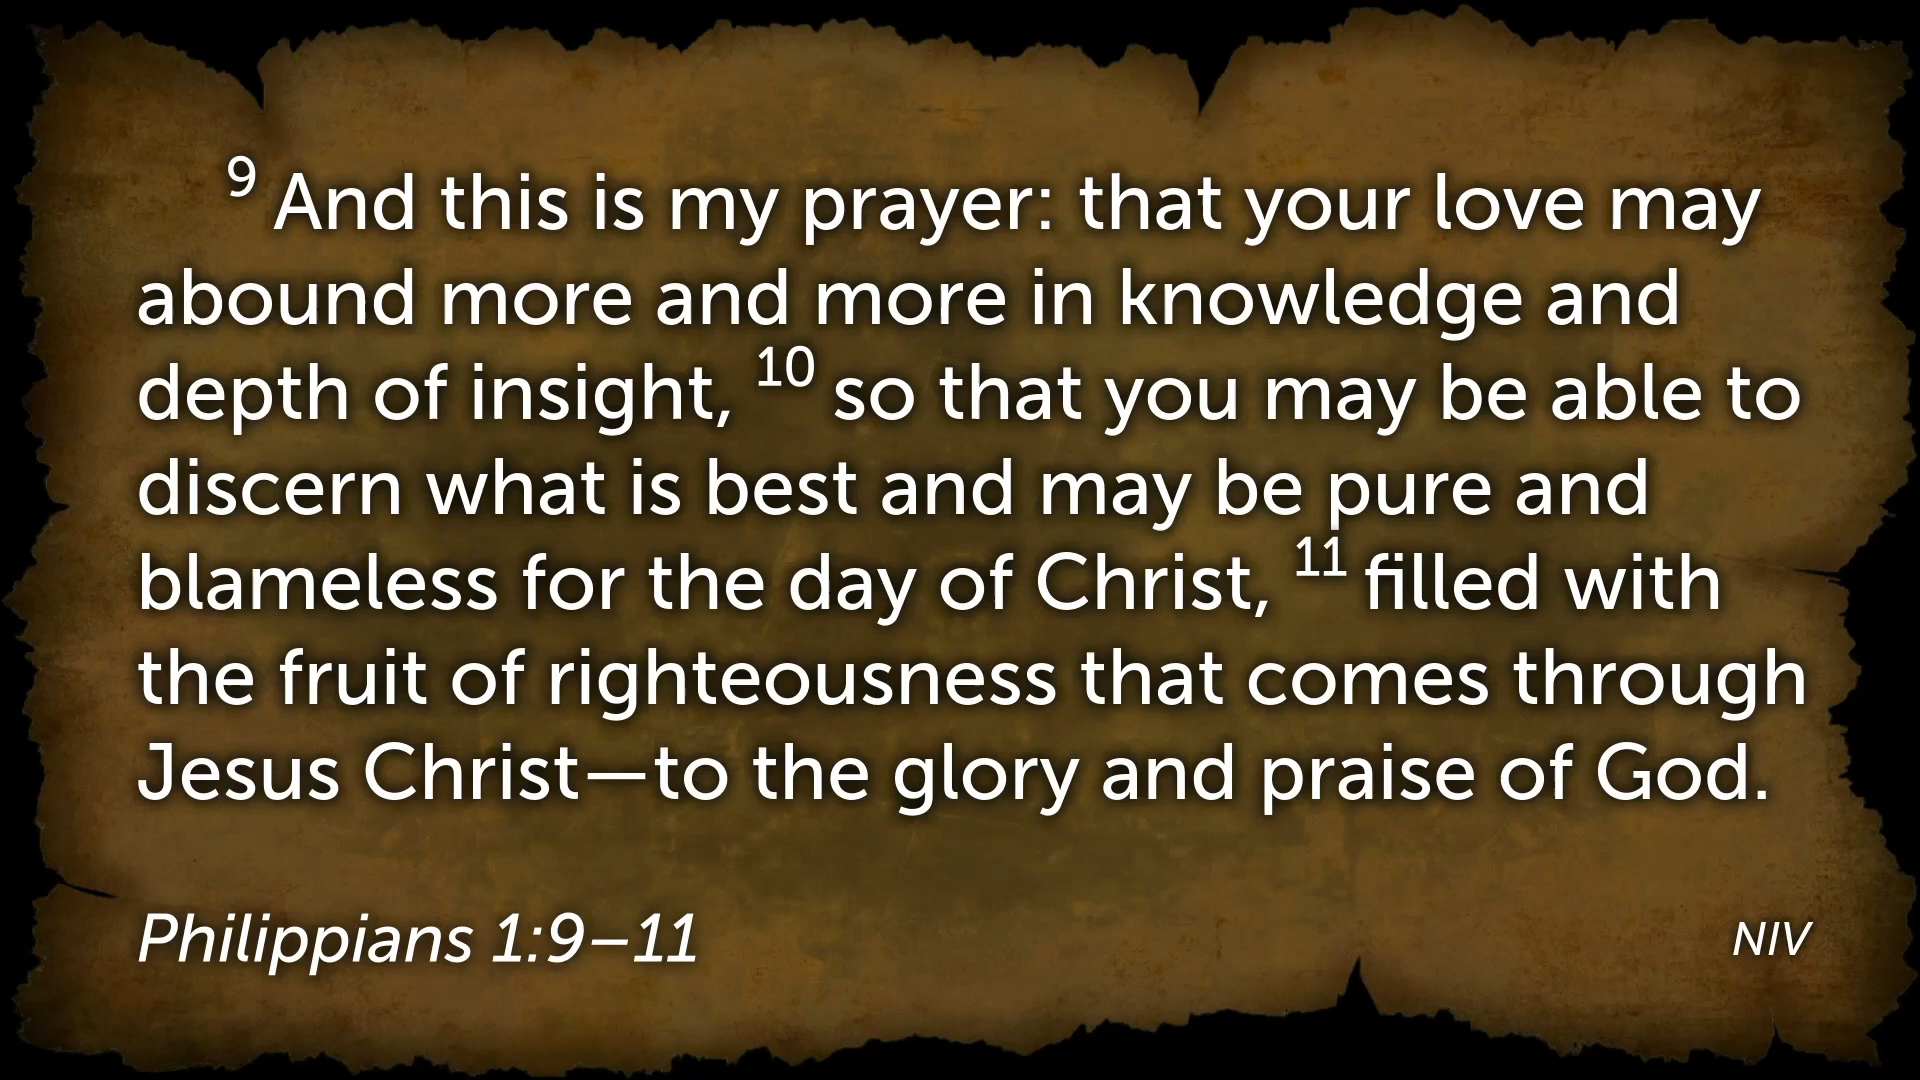 9 And this is my prayer: that your love may
abound more and more in knowledge and
depth of insight, 10 so that you may be able to
discern what is best and may be pure and
blameless for the day of Christ, 11 filled with
the fruit of righteousness that comes through
Jesus Christ—to the glory and praise of God.
Philippians 1:9–11
NIV